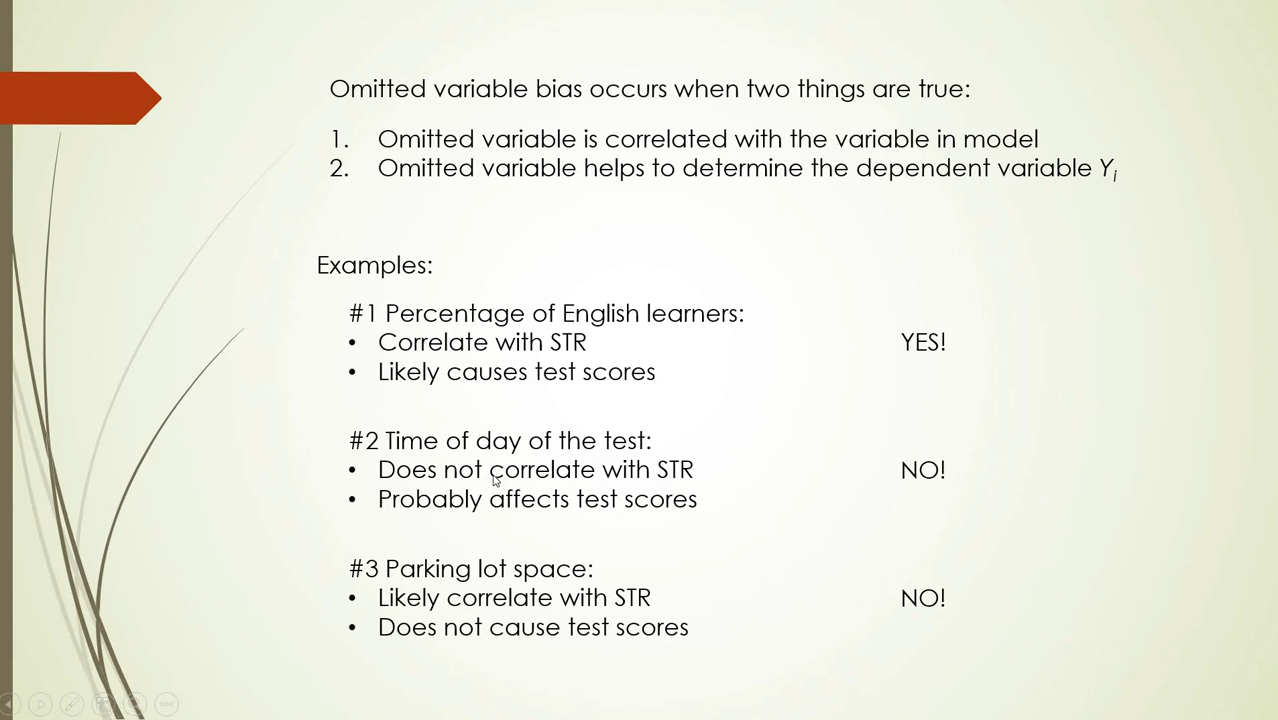 Omitted variable bias occurs when two things are true:
1. Omitted variable is correlated with the variable in model
2. Omitted variable helps to determine the dependent variable Yi
Examples:
#1 Percentage of English learners:
• Correlate with STR YES!
• Likely causes test scores
#2 Time of day of the test:
• Does not correlate with STR NO!
• Probably affects test scores
#3 Parking lot space:
• Likely correlate with STR NO!
• Does not cause test scores